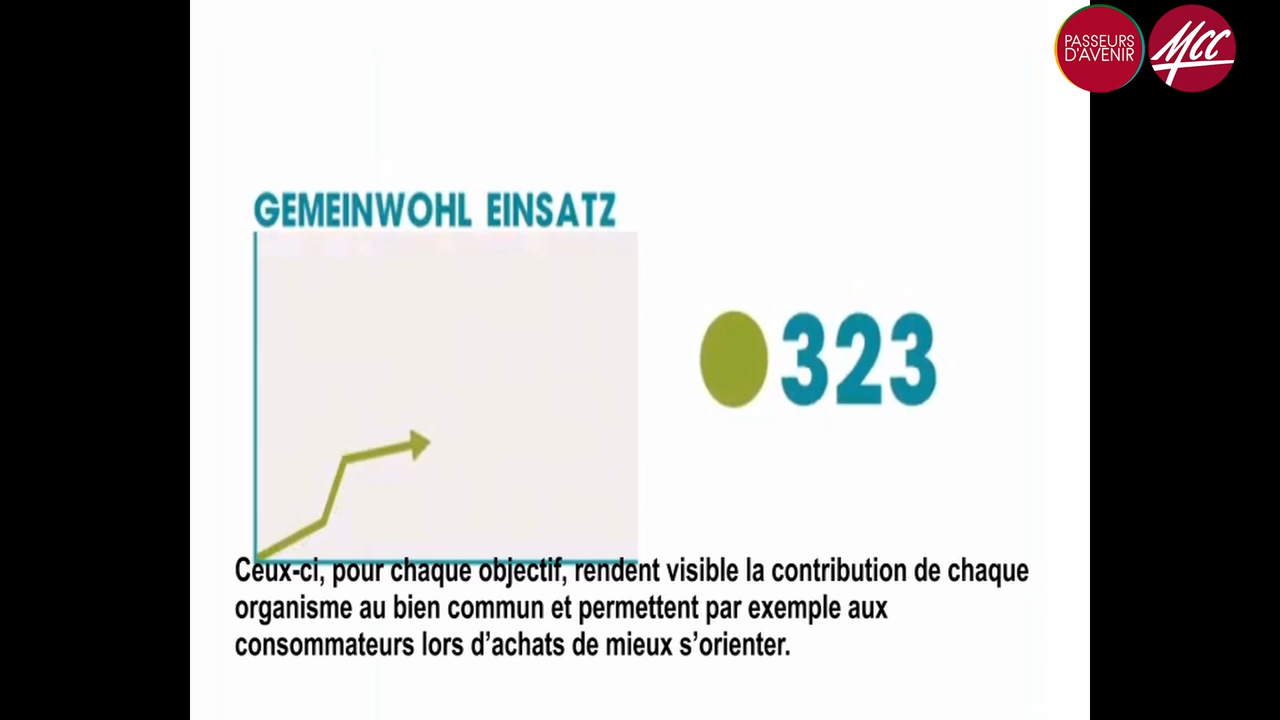 PASSEURS
D'AVENIR
MCC
GEMEINWOHL EINSATZ
323
Ceux-ci, pour chaque objectif, rendent visible la contribution de chaque
organisme au bien commun et permettent par exemple aux
consommateurs lors d’achats de mieux s’orienter.